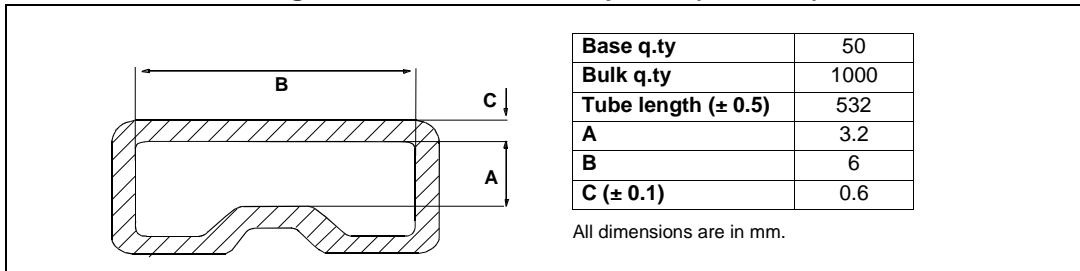 B
C
A
Base q.ty 50
Bulk q.ty 1000
Tube length (± 0.5) 532
A 3.2
B 6
C (± 0.1) 0.6
All dimensions are in mm.